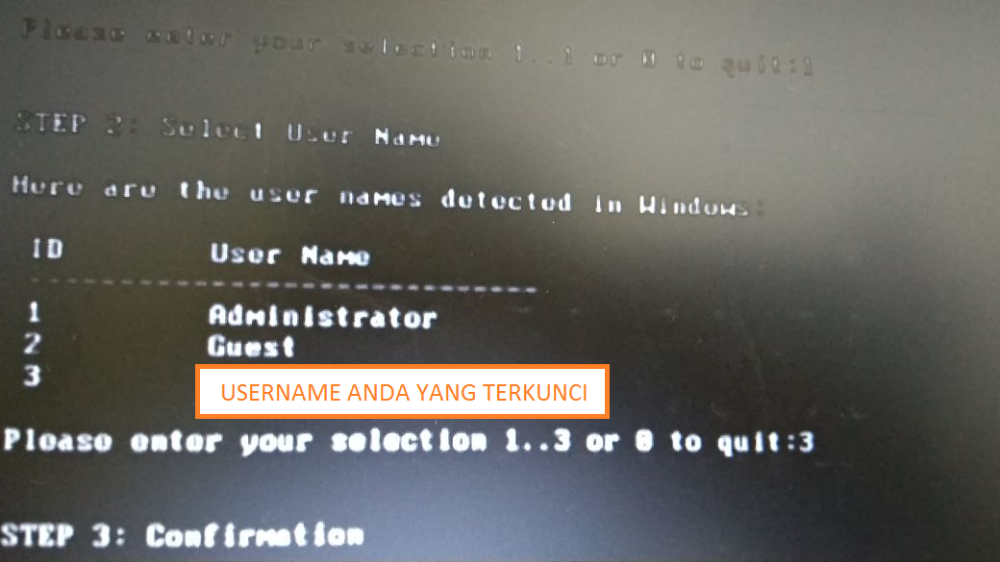 Please enter your selection 1..1 or 0 to quit:1
STEP 2: Select User Name
Here are the user names detected in Windows:
ID User Name
--------------------------------
1 Administrator
2 Guest
3 USERNAME ANDA YANG TERKUNCI
Please enter your selection 1..3 or 0 to quit:3
STEP 3: Confirmation